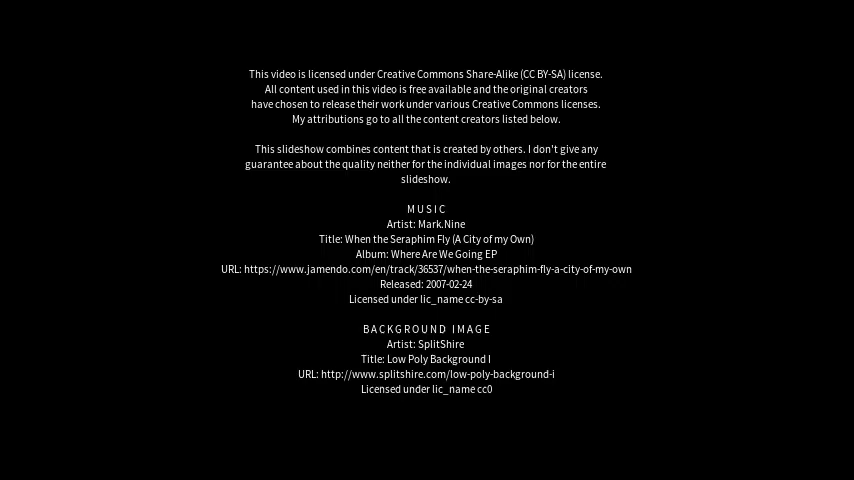 This video is licensed under Creative Commons Share-Alike (CC BY-SA) license.
All content used in this video is free available and the original creators
have chosen to release their work under various Creative Commons licenses.
My attributions go to all the content creators listed below.
This slideshow combines content that is created by others. I don't give any
guarantee about the quality neither for the individual images nor for the entire
slideshow.
MUSIC
Artist: Mark.Nine
Title: When the Seraphim Fly (A City of my Own)
Album: Where Are We Going EP
URL: https://www.jamendo.com/en/track/36537/when-the-seraphim-fly-a-city-of-my-own
Released: 2007-02-24
Licensed under lic_name cc-by-sa
BACKGROUND IMAGE
Artist: SplitShire
Title: Low Poly Background I
URL: http://www.splitshire.com/low-poly-background-i
Licensed under lic_name cc0